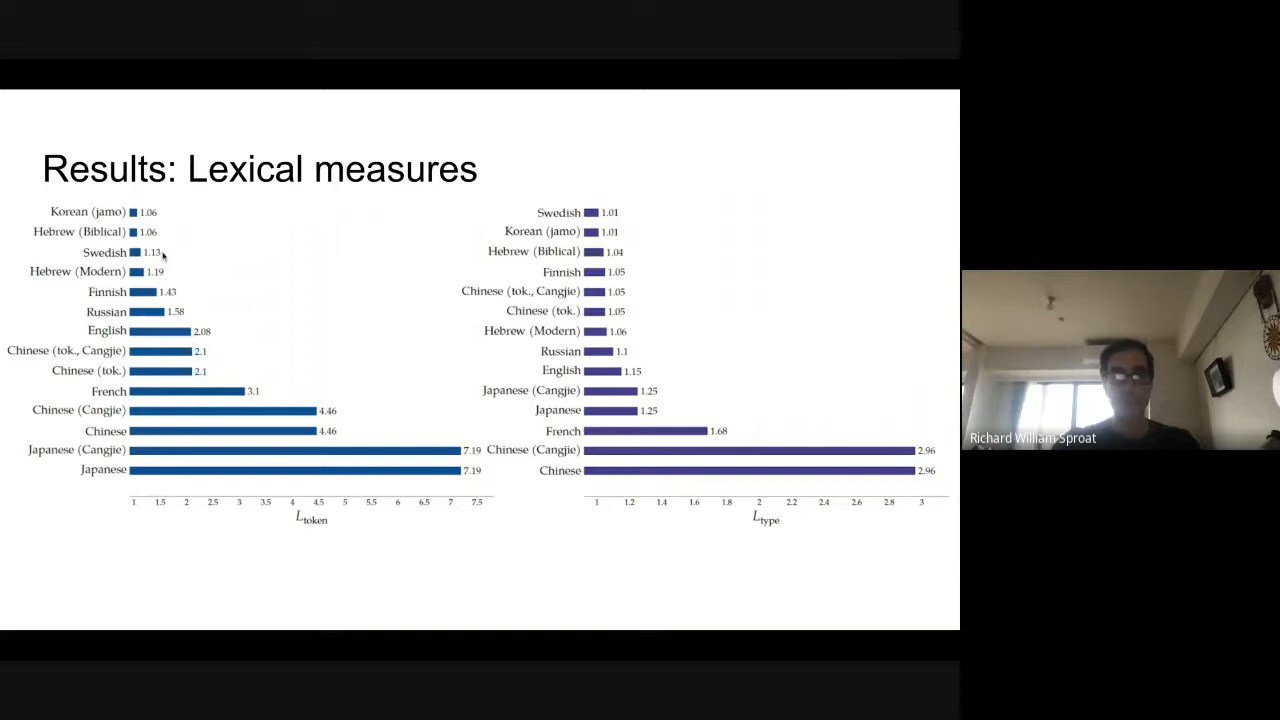 Results: Lexical measures
Korean (jamo) 1.06
Hebrew (Biblical) 1.06
Swedish 1.13
Hebrew (Modern) 1.19
Finnish 1.43
Russian 1.58
English 2.08
Chinese (tok., Cangjie) 2.1
Chinese (tok.) 2.1
French 3.1
Chinese (Cangjie) 4.46
Chinese 4.46
Japanese (Cangjie) 7.19
Japanese 7.19
1 1.5 2 2.5 3 3.5 4 4.5 5 5.5 6 6.5 7 7.5
Ltoken
Swedish 1.01
Korean (jamo) 1.01
Hebrew (Biblical) 1.04
Finnish 1.05
Chinese (tok., Cangjie) 1.05
Chinese (tok.) 1.05
Hebrew (Modern) 1.06
Russian 1.1
English 1.15
Japanese (Cangjie) 1.25
Japanese 1.25
French 1.68
Chinese (Cangjie) 2.96
Chinese 2.96
1 1.2 1.4 1.6 1.8 2 2.2 2.4 2.6 2.8 3
Ltype
Richard William Sproat